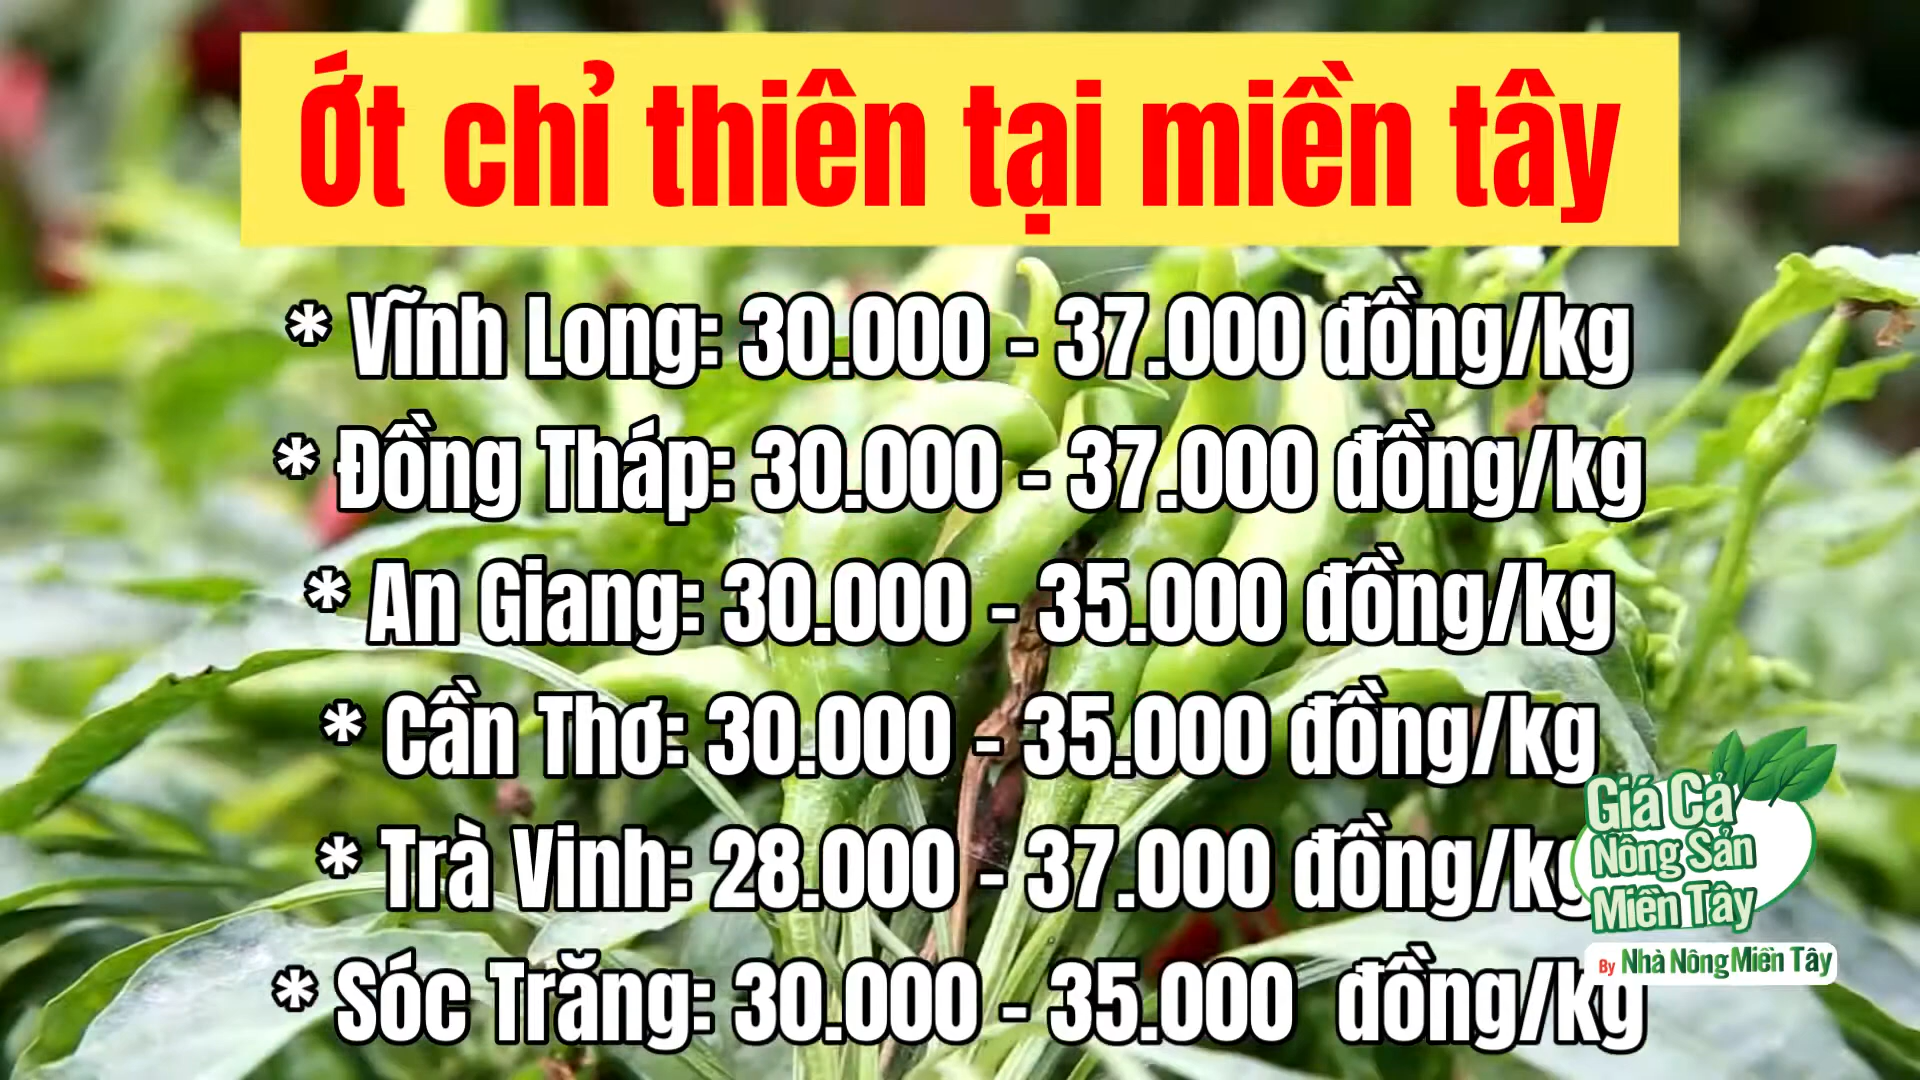 Ớt chỉ thiên tại miền tây
* Vĩnh Long: 30.000 - 37.000 đồng/kg
* Đồng Tháp: 30.000 - 37.000 đồng/kg
* An Giang: 30.000 - 35.000 đồng/kg
* Cần Thơ: 30.000 - 35.000 đồng/kg
* Trà Vinh: 28.000 - 37.000 đồng/kg
* Sóc Trăng: 30.000 - 35.000 đồng/kg
Giá Cả
Nông Sản
Miền Tây
By Nhà Nông Miền Tây